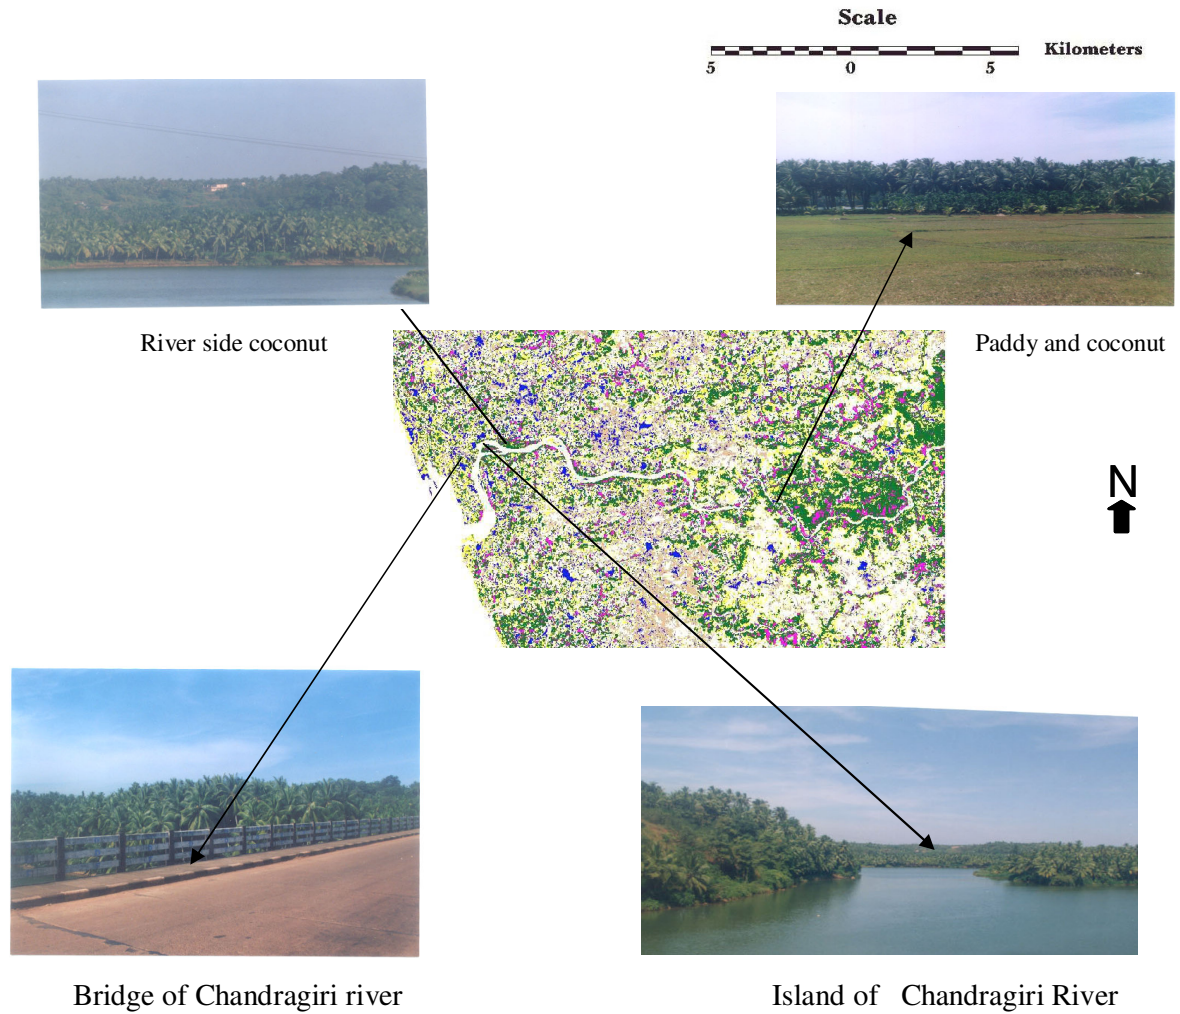 Scale
Kilometers
5 0 5
River side coconut
Paddy and coconut
N
Bridge of Chandragiri river
Island of Chandragiri River